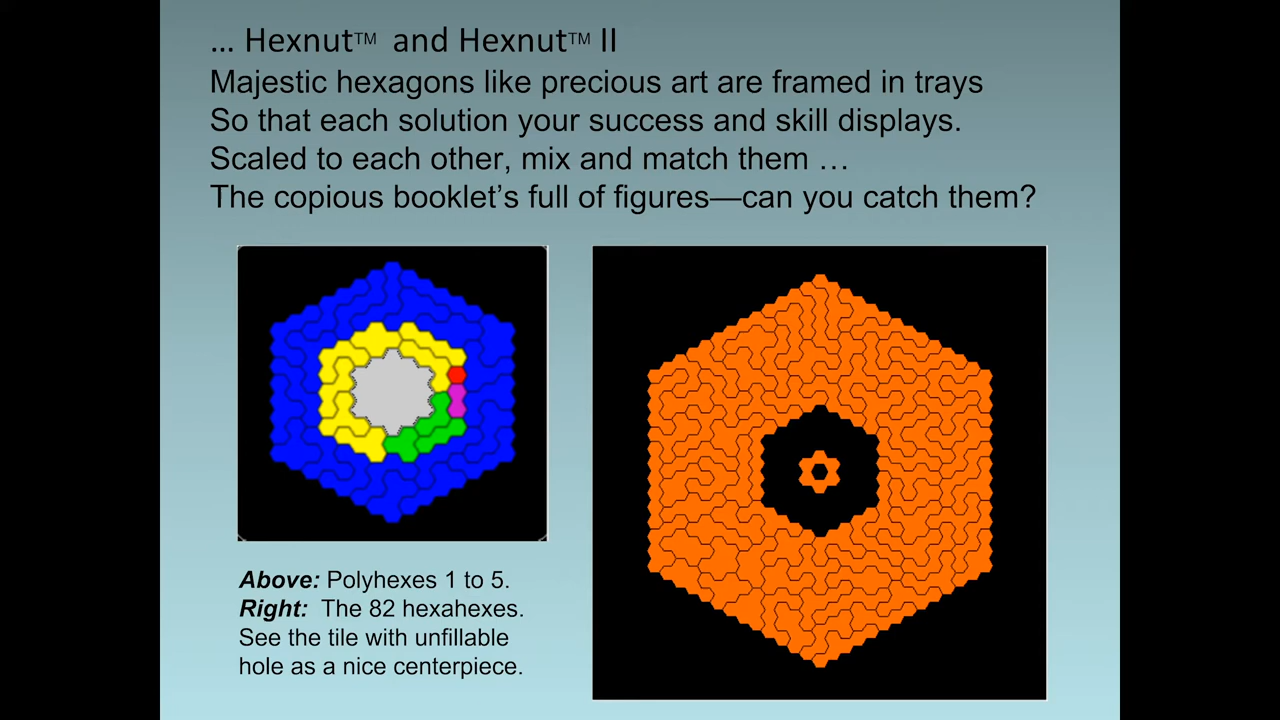 ... Hexnut™ and Hexnut™ II
Majestic hexagons like precious art are framed in trays
So that each solution your success and skill displays.
Scaled to each other, mix and match them …
The copious booklet’s full of figures—can you catch them?
Above: Polyhexes 1 to 5.
Right: The 82 hexahexes.
See the tile with unfillable
hole as a nice centerpiece.